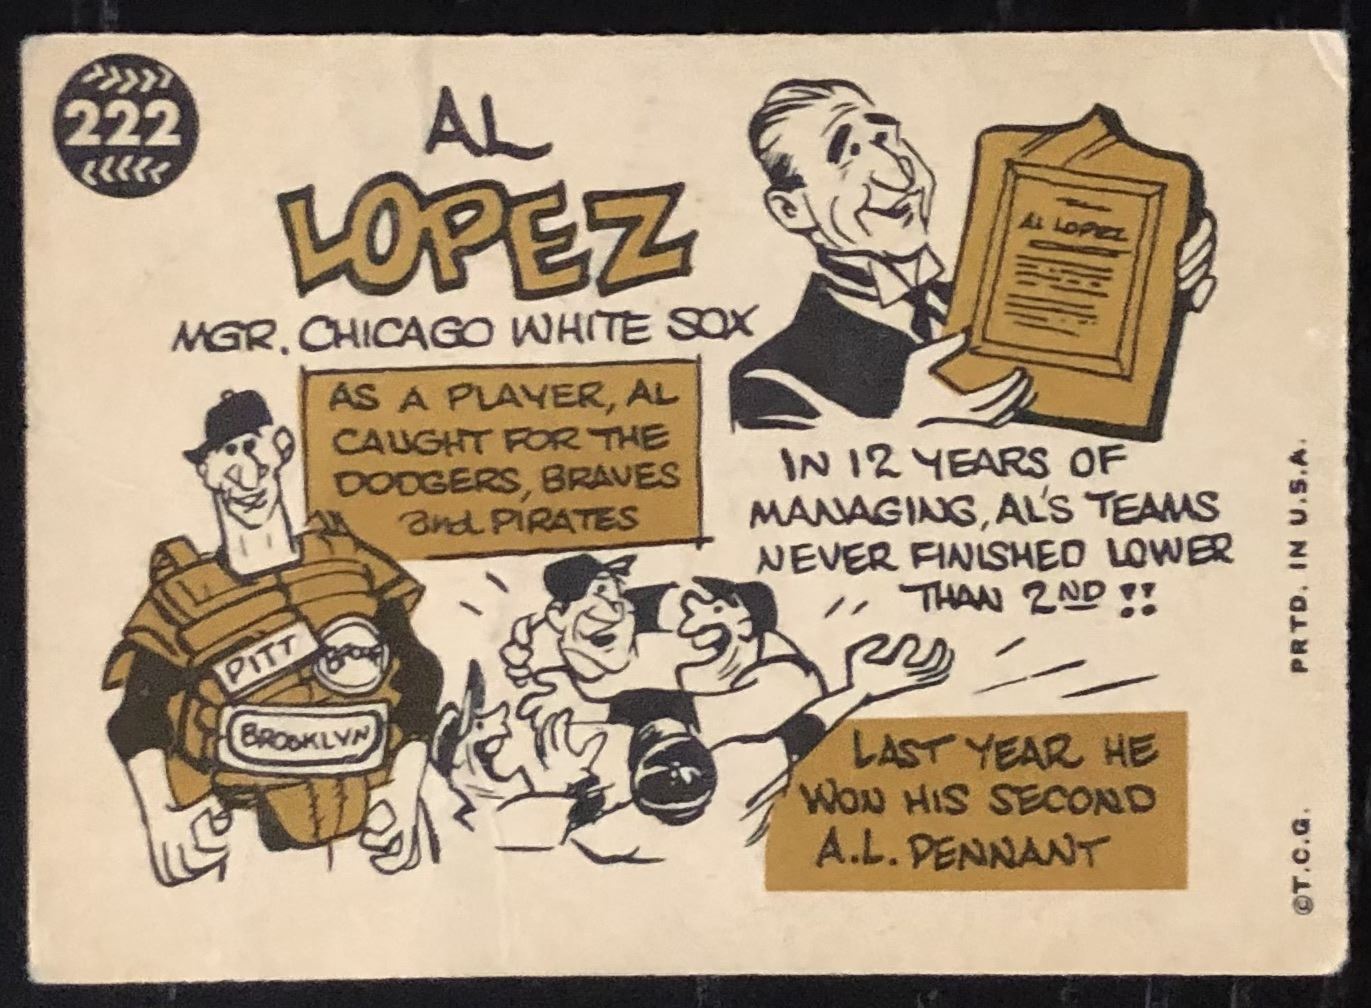 222
AL
LOPEZ
MGR. CHICAGO WHITE SOX
AS A PLAYER, AL
CAUGHT FOR THE
DODGERS, BRAVES
and PIRATES
AL LOPEZ
IN 12 YEARS OF
MANAGING, AL'S TEAMS
NEVER FINISHED LOWER
THAN 2ND !!
PITT
BROOKLYN
LAST YEAR HE
WON HIS SECOND
A.L. PENNANT
©T.C.G. PRTD. IN U.S.A.